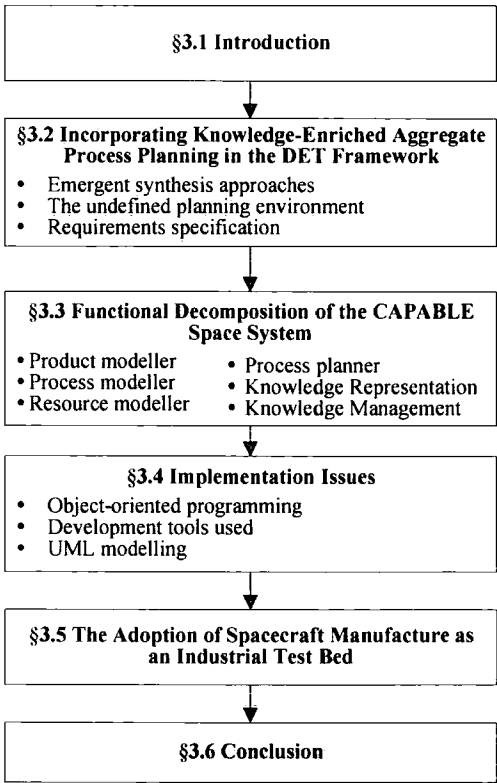 §3.1 Introduction
§3.2 Incorporating Knowledge-Enriched Aggregate
Process Planning in the DET Framework
• Emergent synthesis approaches
• The undefined planning environment
• Requirements specification
§3.3 Functional Decomposition of the CAPABLE
Space System
• Product modeller
• Process modeller
• Resource modeller
• Process planner
• Knowledge Representation
• Knowledge Management
§3.4 Implementation Issues
• Object-oriented programming
• Development tools used
• UML modelling
§3.5 The Adoption of Spacecraft Manufacture as
an Industrial Test Bed
§3.6 Conclusion